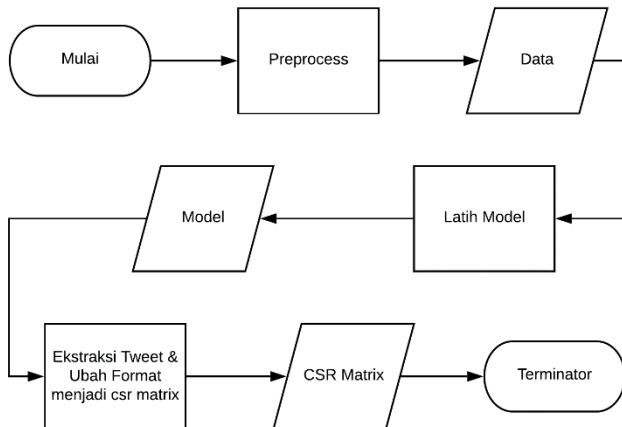 Mulai
Preprocess
Data
Model
Latih Model
Ekstraksi Tweet &
Ubah Format
menjadi csr matrix
CSR Matrix
Terminator